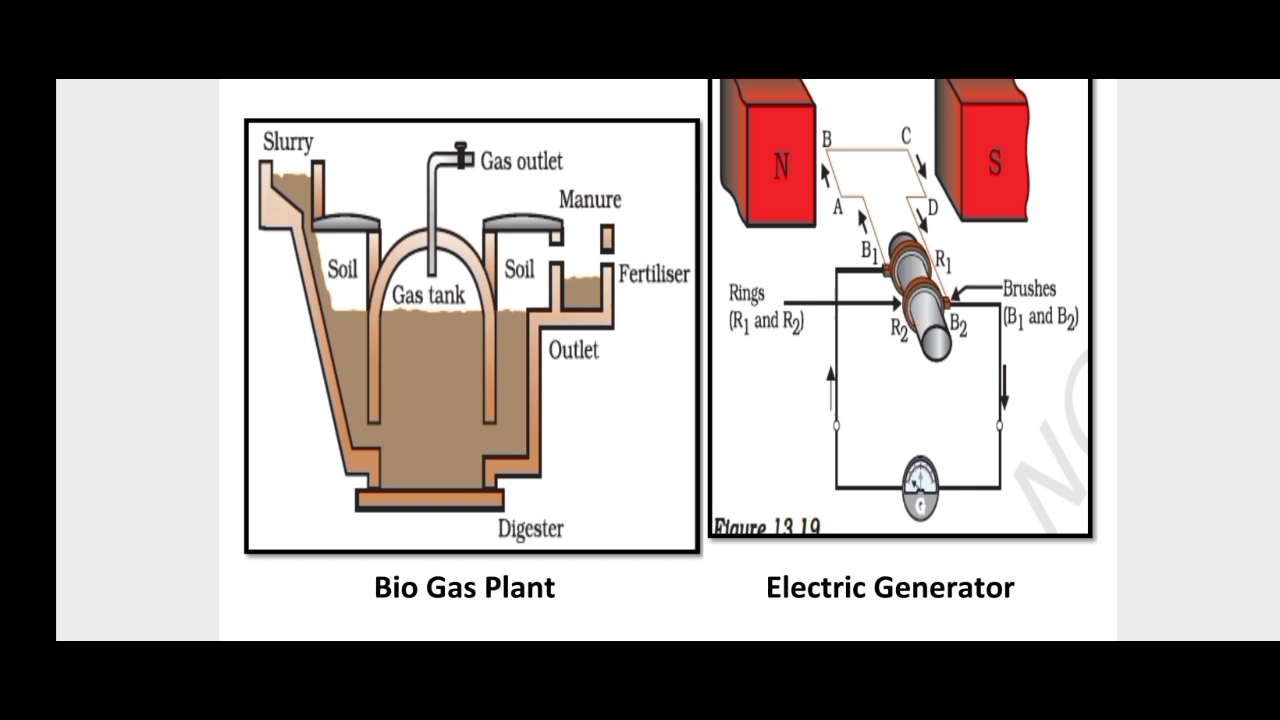 Slurry
Gas outlet
Manure
Soil
Soil
Gas tank
Fertiliser
Outlet
Digester
Bio Gas Plant
N
S
B
C
A
D
B1
R1
Rings
(R1 and R2)
Brushes
(B1 and B2)
R2
B2
G
Figure 13.19
Electric Generator